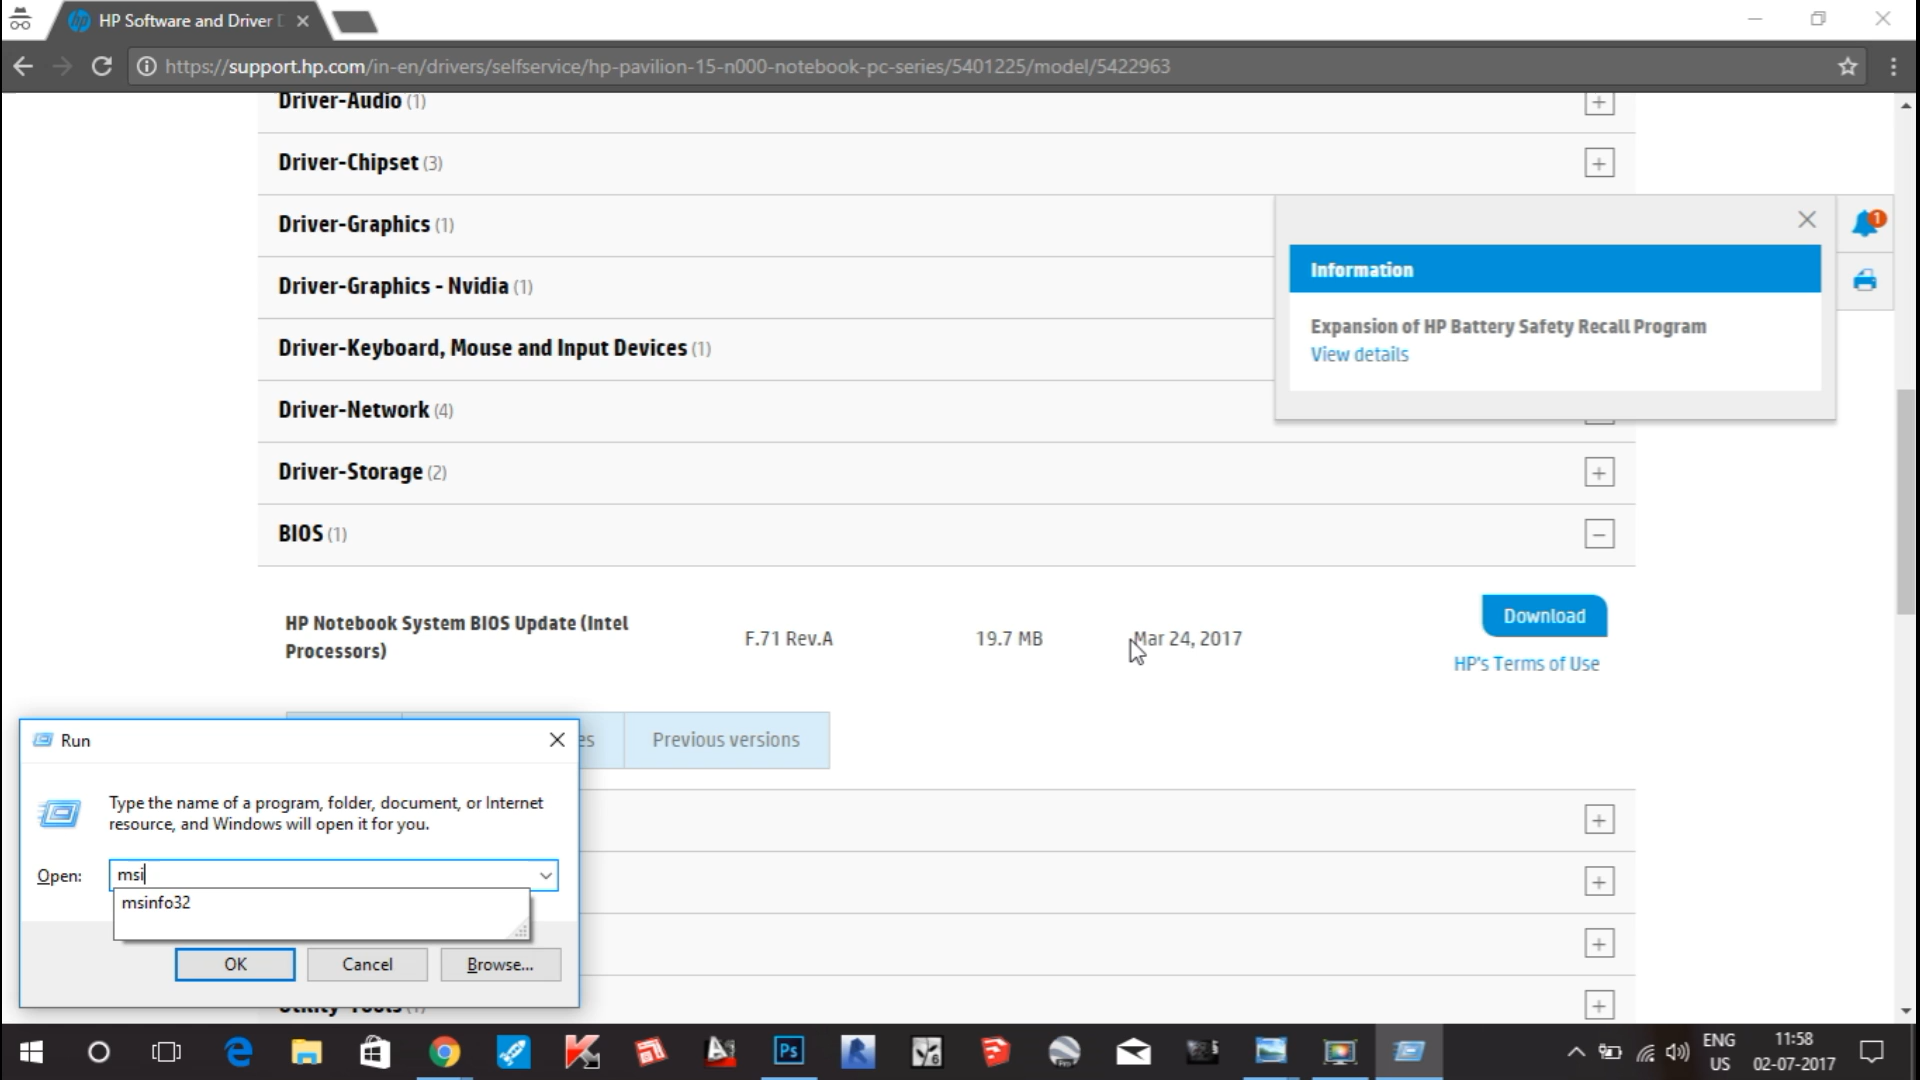 HP Software and Driver D
https://support.hp.com/in-en/drivers/selfservice/hp-pavilion-15-n000-notebook-pc-series/5401225/model/5422963
Driver-Audio (1)
Driver-Chipset (3)
Driver-Graphics (1)
Driver-Graphics - Nvidia (1)
Driver-Keyboard, Mouse and Input Devices (1)
Driver-Network (4)
Driver-Storage (2)
BIOS (1)
1
Information
Expansion of HP Battery Safety Recall Program
View details
HP Notebook System BIOS Update (Intel
Processors)
F.71 Rev.A
19.7 MB
Mar 24, 2017
Download
HP's Terms of Use
es
Previous versions
Run
Type the name of a program, folder, document, or Internet
resource, and Windows will open it for you.
Open:
msi
msinfo32
OK
Cancel
Browse...
Utility-Tools
Ps
ENG
US
11:58
02-07-2017